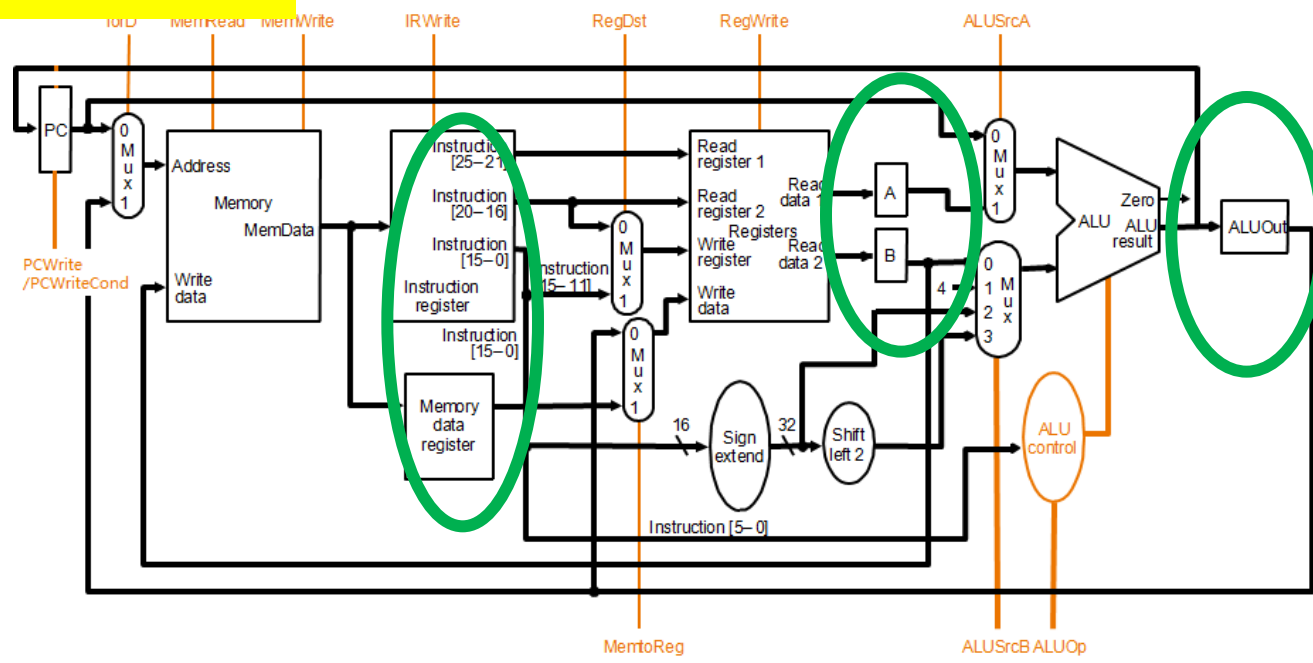 IorD
MemRead
MemWrite
IRWrite
RegDst
RegWrite
ALUSrcA
PC
0
M
u
x
1
Address
Memory
MemData
Write
data
PCWrite
/PCWriteCond
Instruction
[25–21]
Instruction
[20–16]
Instruction
[15–0]
Instruction
register
Instruction
[15–0]
Memory
data
register
Instruction
[15–11]
0
M
u
x
1
0
M
u
x
1
Read
register 1
Read
register 2
Registers
Write
register
Write
data
Read
data 1
Read
data 2
A
B
4
0
M
u
x
1
0
1
2
3
M
u
x
Zero
ALU
ALU
result
ALUOut
16
Sign
extend
32
Shift
left 2
ALU
control
Instruction [5–0]
MemtoReg
ALUSrcB
ALUOp